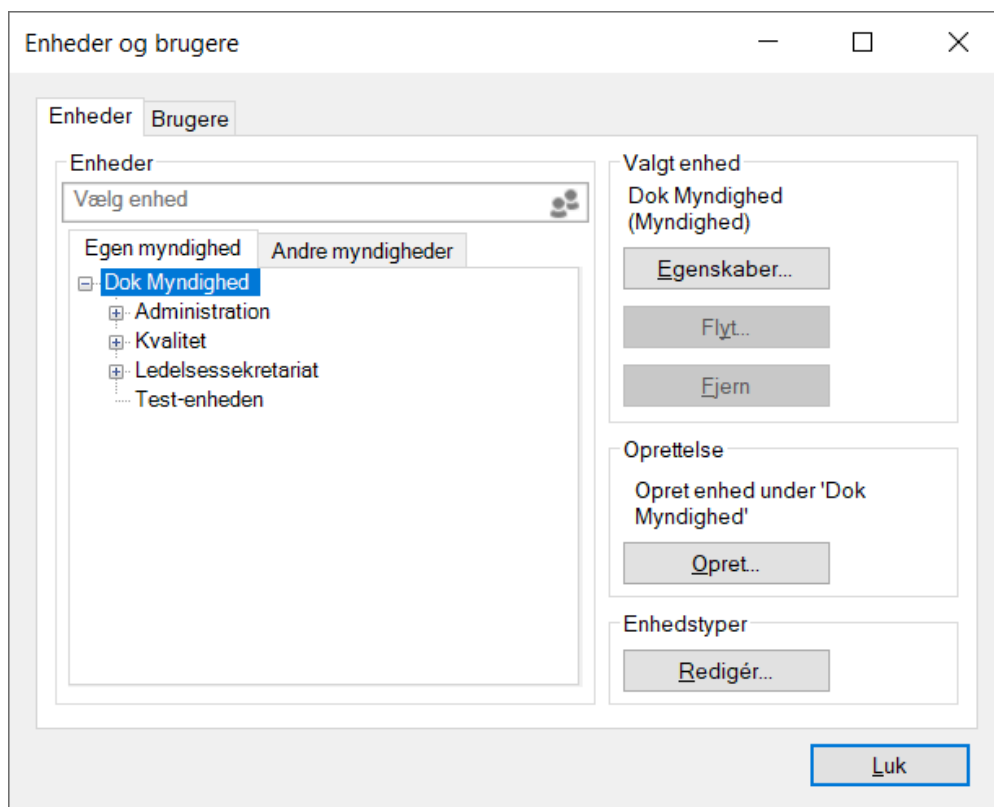 Enheder og brugere
Enheder
Brugere
Enheder
Vælg enhed
Egen myndighed
Andre myndigheder
Dok Myndighed
Administration
Kvalitet
Ledelsessekretariat
Test-enheden
Valgt enhed
Dok Myndighed
(Myndighed)
Egenskaber...
Flyt...
Fjern
Oprettelse
Opret enhed under 'Dok
Myndighed'
Opret...
Enhedstyper
Redigér...
Luk